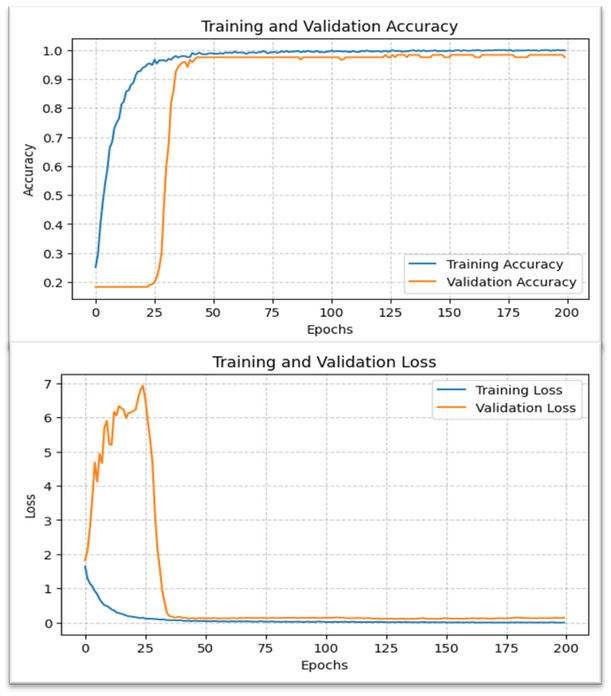 Training and Validation Accuracy
1.0
0.9
0.8
0.7
0.6
0.5
0.4
0.3
0.2
Accuracy
Training Accuracy
Validation Accuracy
0 25 50 75 100 125 150 175 200
Epochs
Training and Validation Loss
7
6
5
4
3
2
1
0
Loss
Training Loss
Validation Loss
0 25 50 75 100 125 150 175 200
Epochs